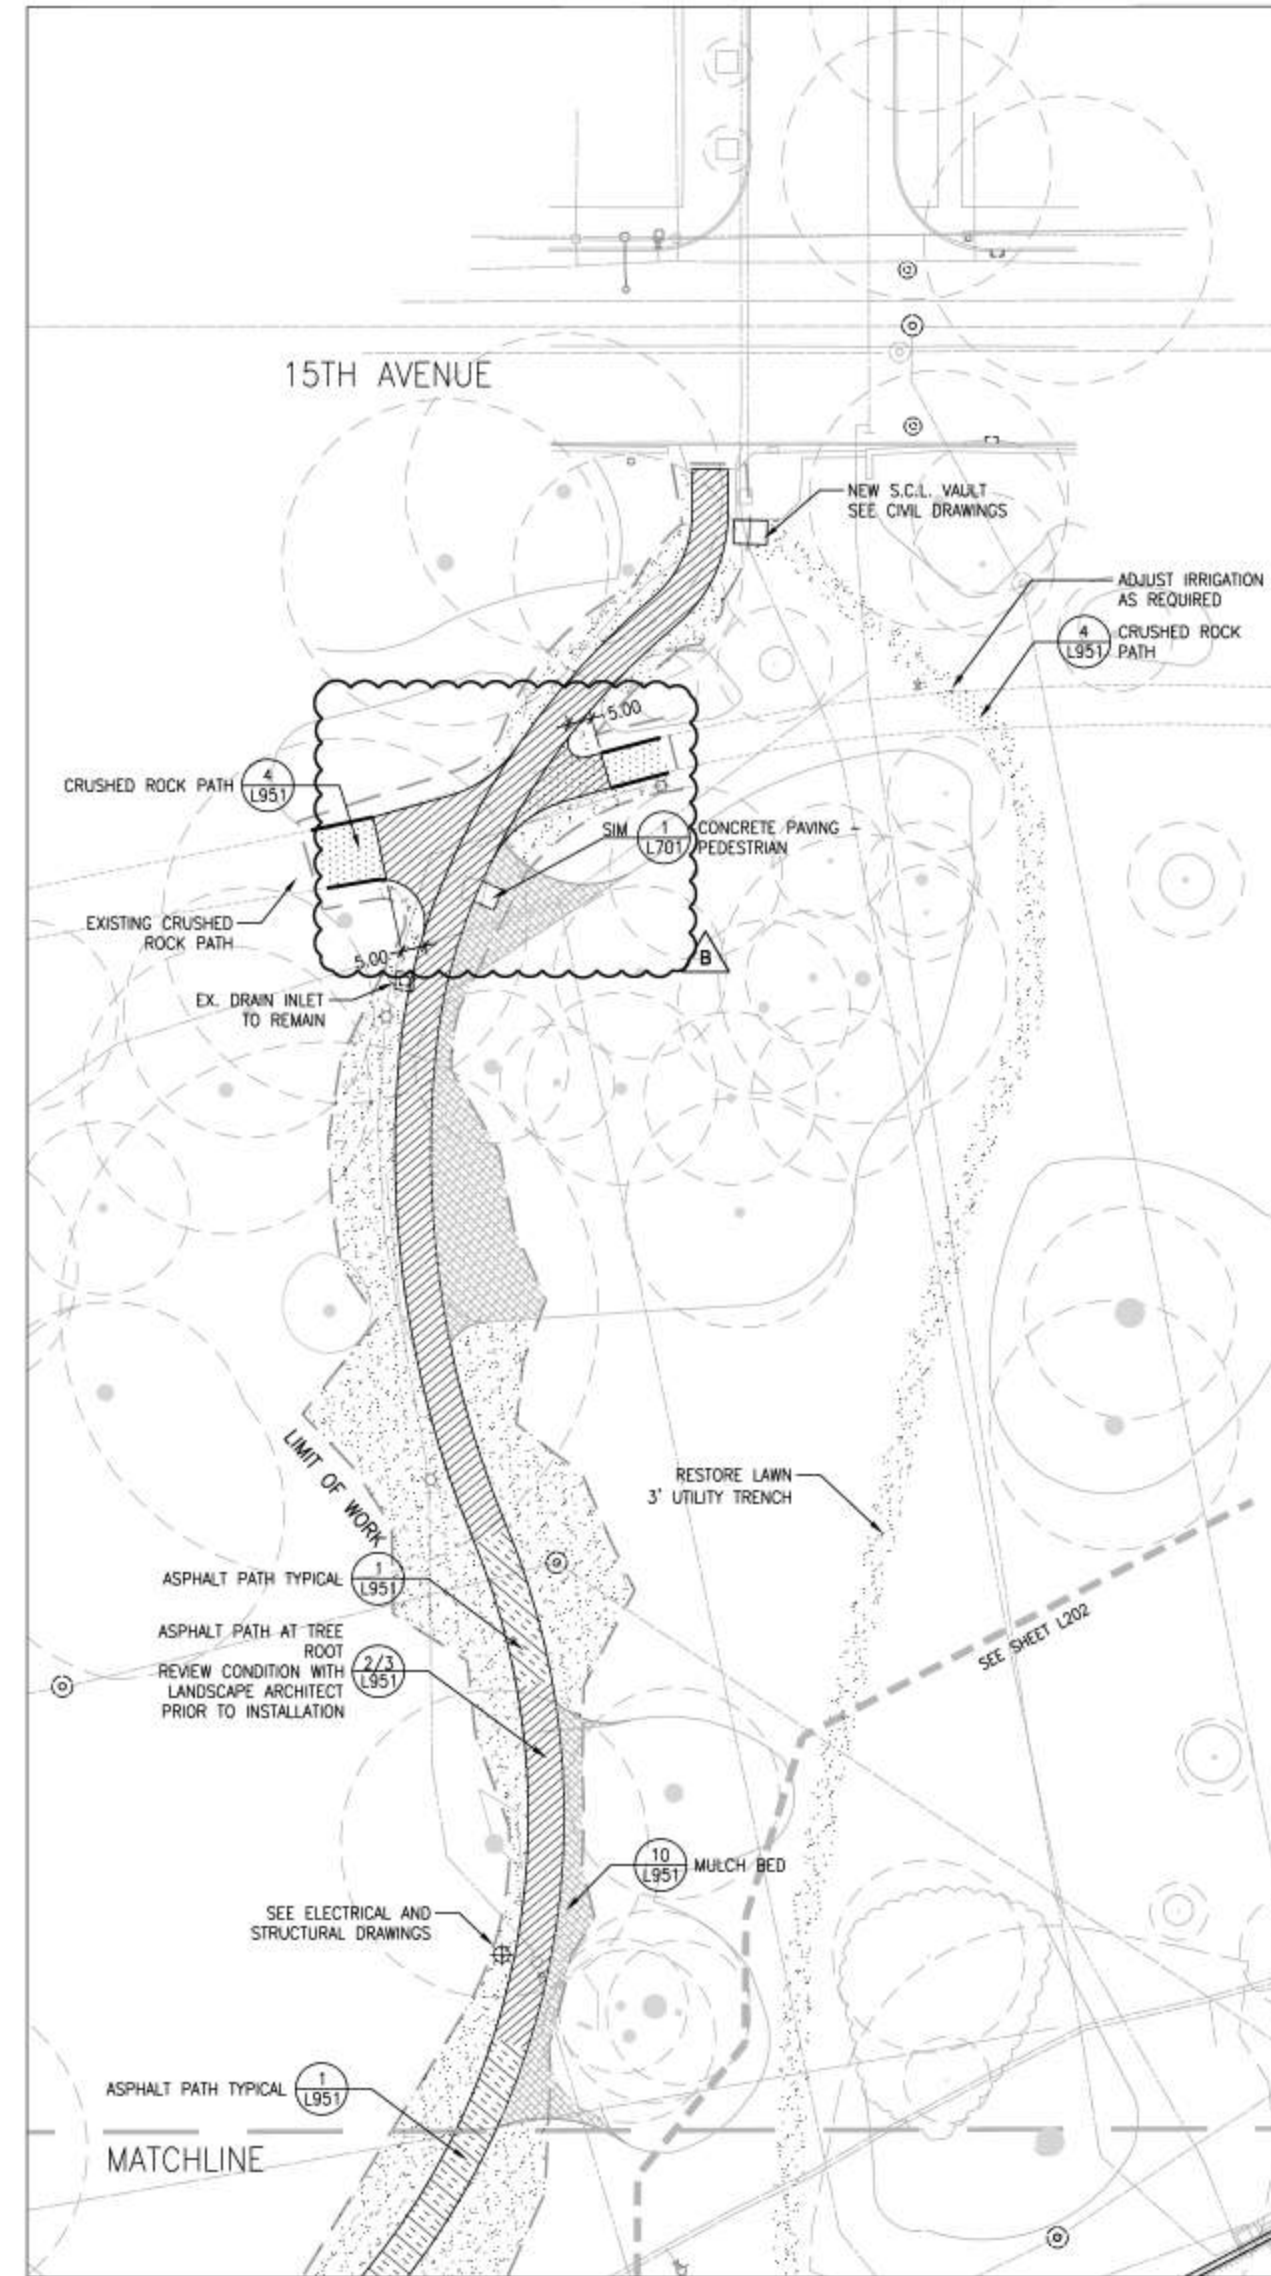 15TH AVENUE
NEW S.C.L. VAULT
SEE CIVIL DRAWINGS
ADJUST IRRIGATION
AS REQUIRED
4
L951
CRUSHED ROCK
PATH
5.00
CRUSHED ROCK PATH
4
L951
SIM
1
L701
CONCRETE PAVING -
PEDESTRIAN
EXISTING CRUSHED
ROCK PATH
5.00
B
EX. DRAIN INLET
TO REMAIN
LIMIT OF WORK
RESTORE LAWN
3' UTILITY TRENCH
ASPHALT PATH TYPICAL
1
L951
ASPHALT PATH AT TREE
ROOT
REVIEW CONDITION WITH
LANDSCAPE ARCHITECT
PRIOR TO INSTALLATION
2/3
L951
SEE SHEET L202
10
L951
MULCH BED
SEE ELECTRICAL AND
STRUCTURAL DRAWINGS
ASPHALT PATH TYPICAL
1
L951
MATCHLINE